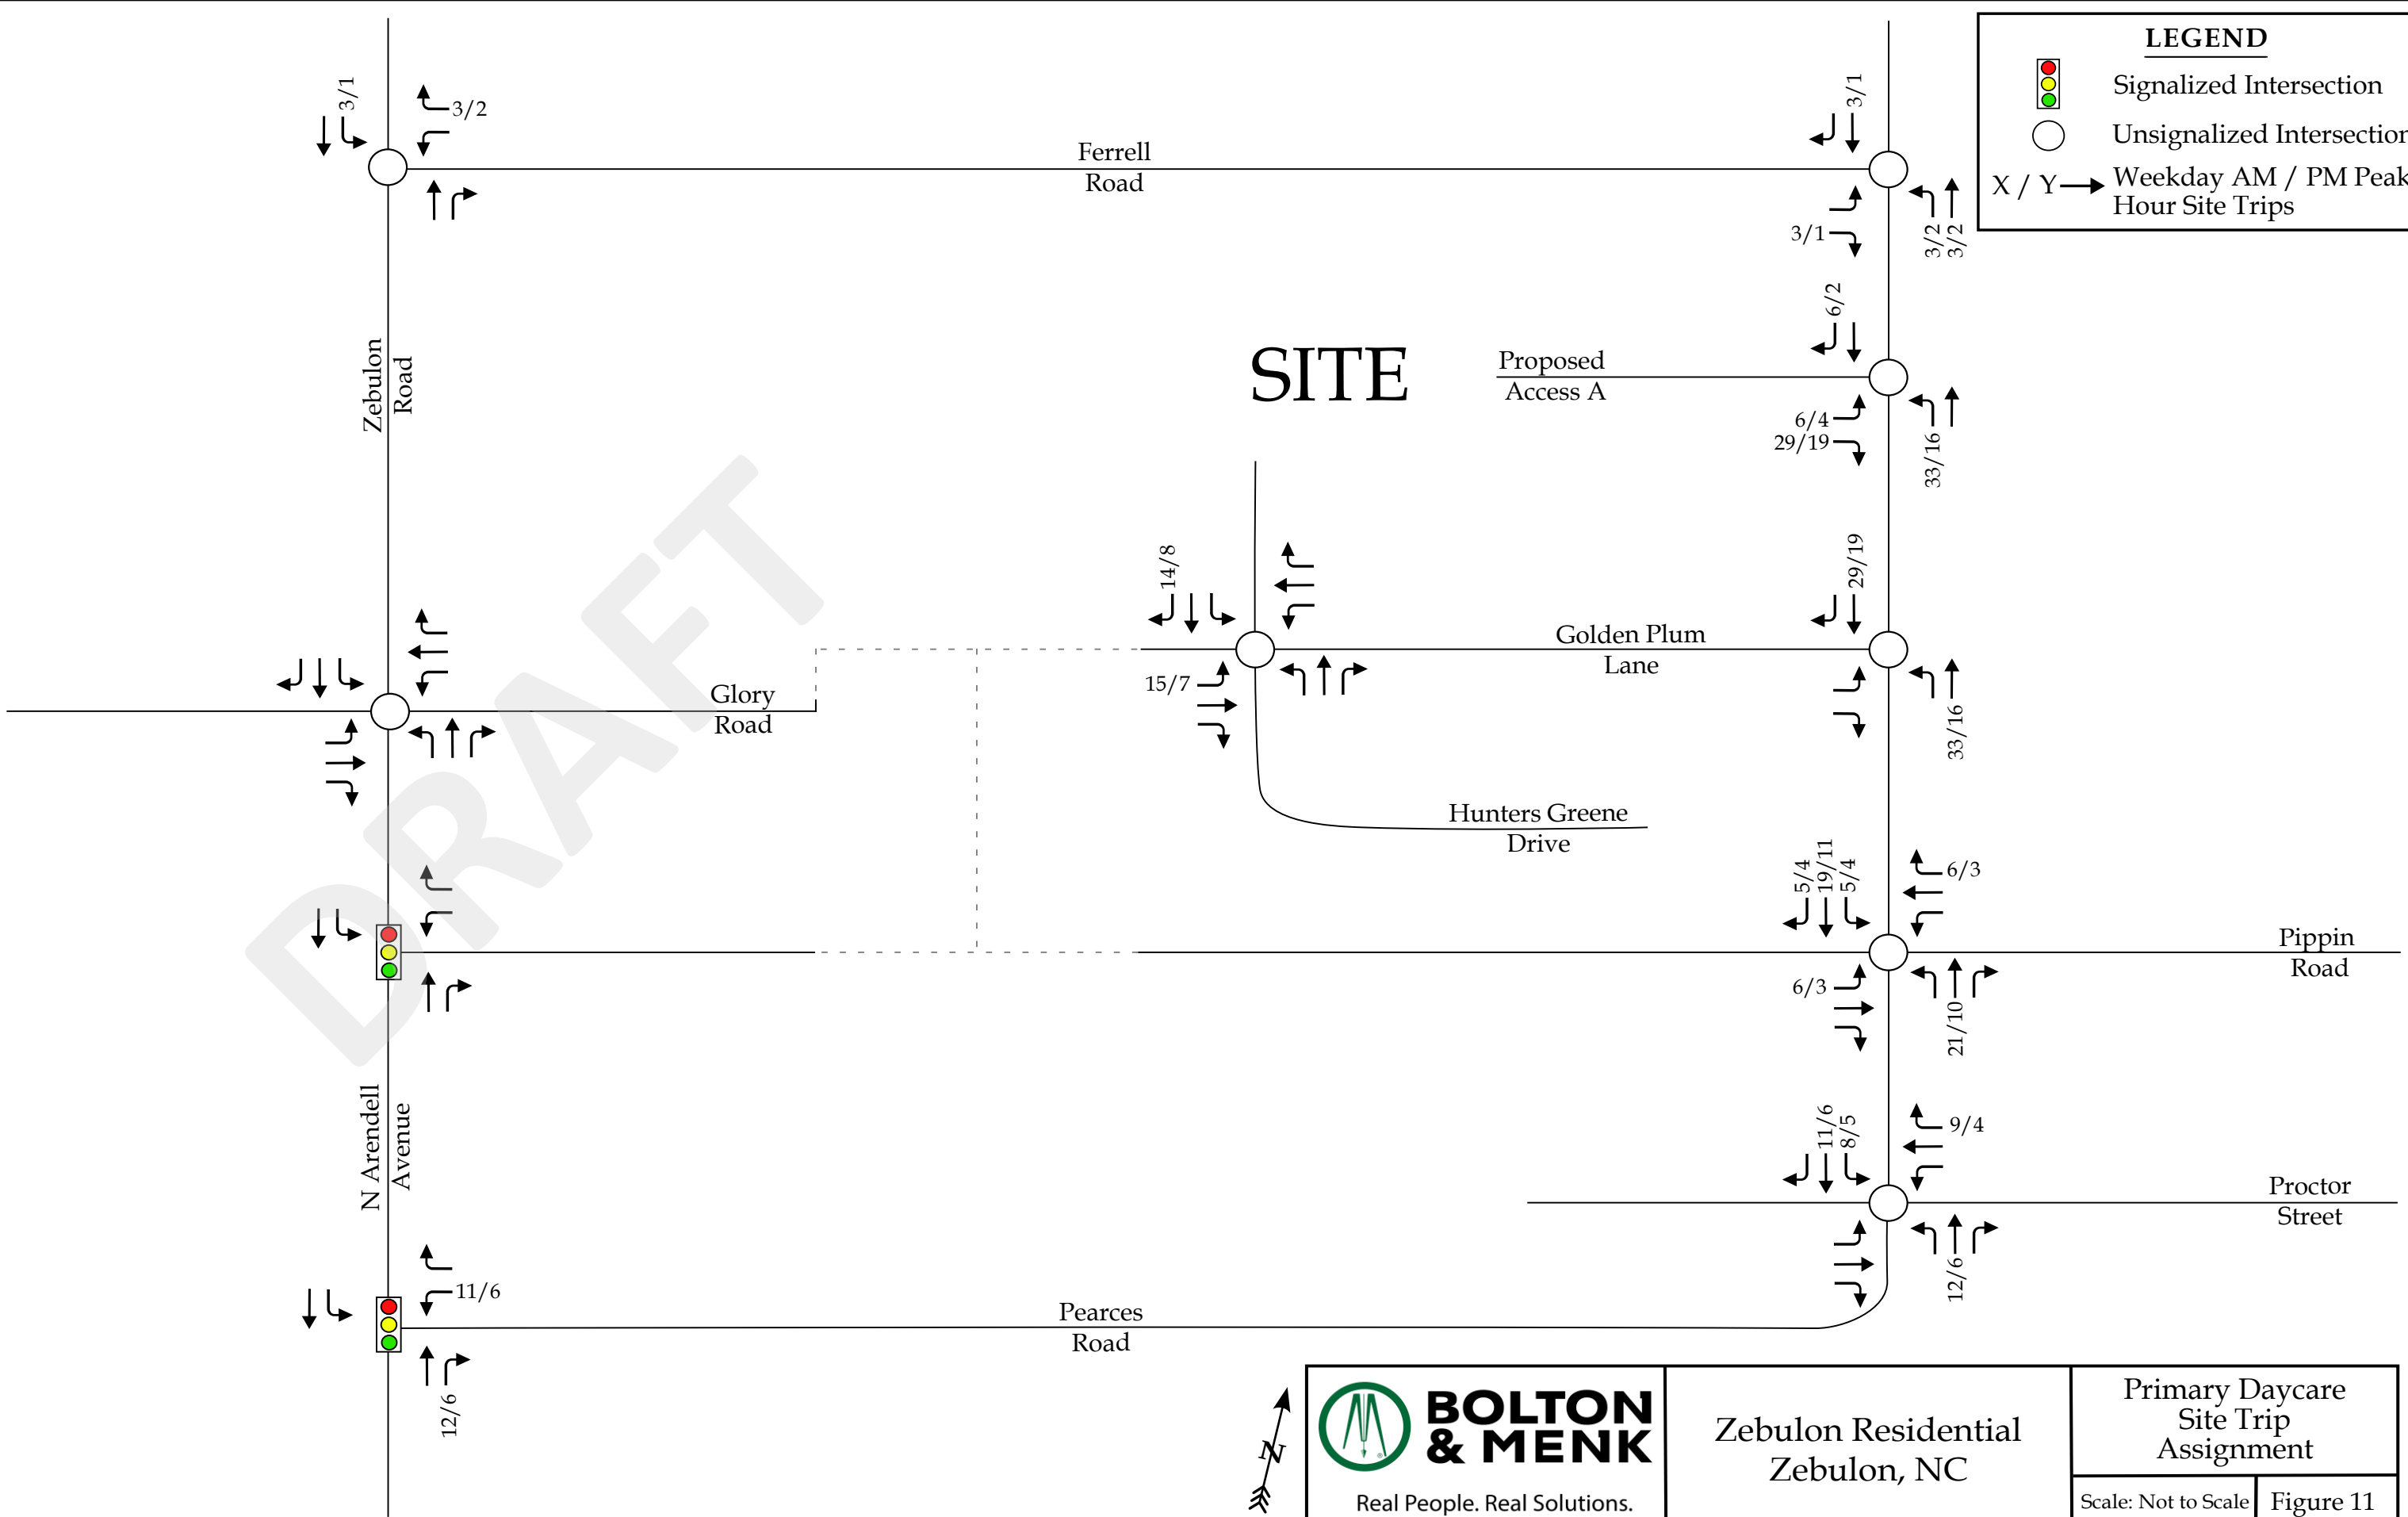 LEGEND
Signalized Intersection
Unsignalized Intersection
X / Y
Weekday AM / PM Peak
Hour Site Trips
3/1
3/2
Ferrell
Road
3/1
3/1
3/2
3/2
Zebulon
Road
SITE
Proposed
Access A
6/2
6/4
29/19
33/16
DRAFT
14/8
15/7
Golden Plum
Lane
29/19
33/16
Glory
Road
Hunters Greene
Drive
5/4
19/11
5/4
6/3
6/3
21/10
Pippin
Road
N Arendell
Avenue
11/6
8/5
9/4
12/6
Proctor
Street
11/6
12/6
Pearces
Road
N
BOLTON
& MENK
Real People. Real Solutions.
Zebulon Residential
Zebulon, NC
Primary Daycare
Site Trip
Assignment
Scale: Not to Scale
Figure 11